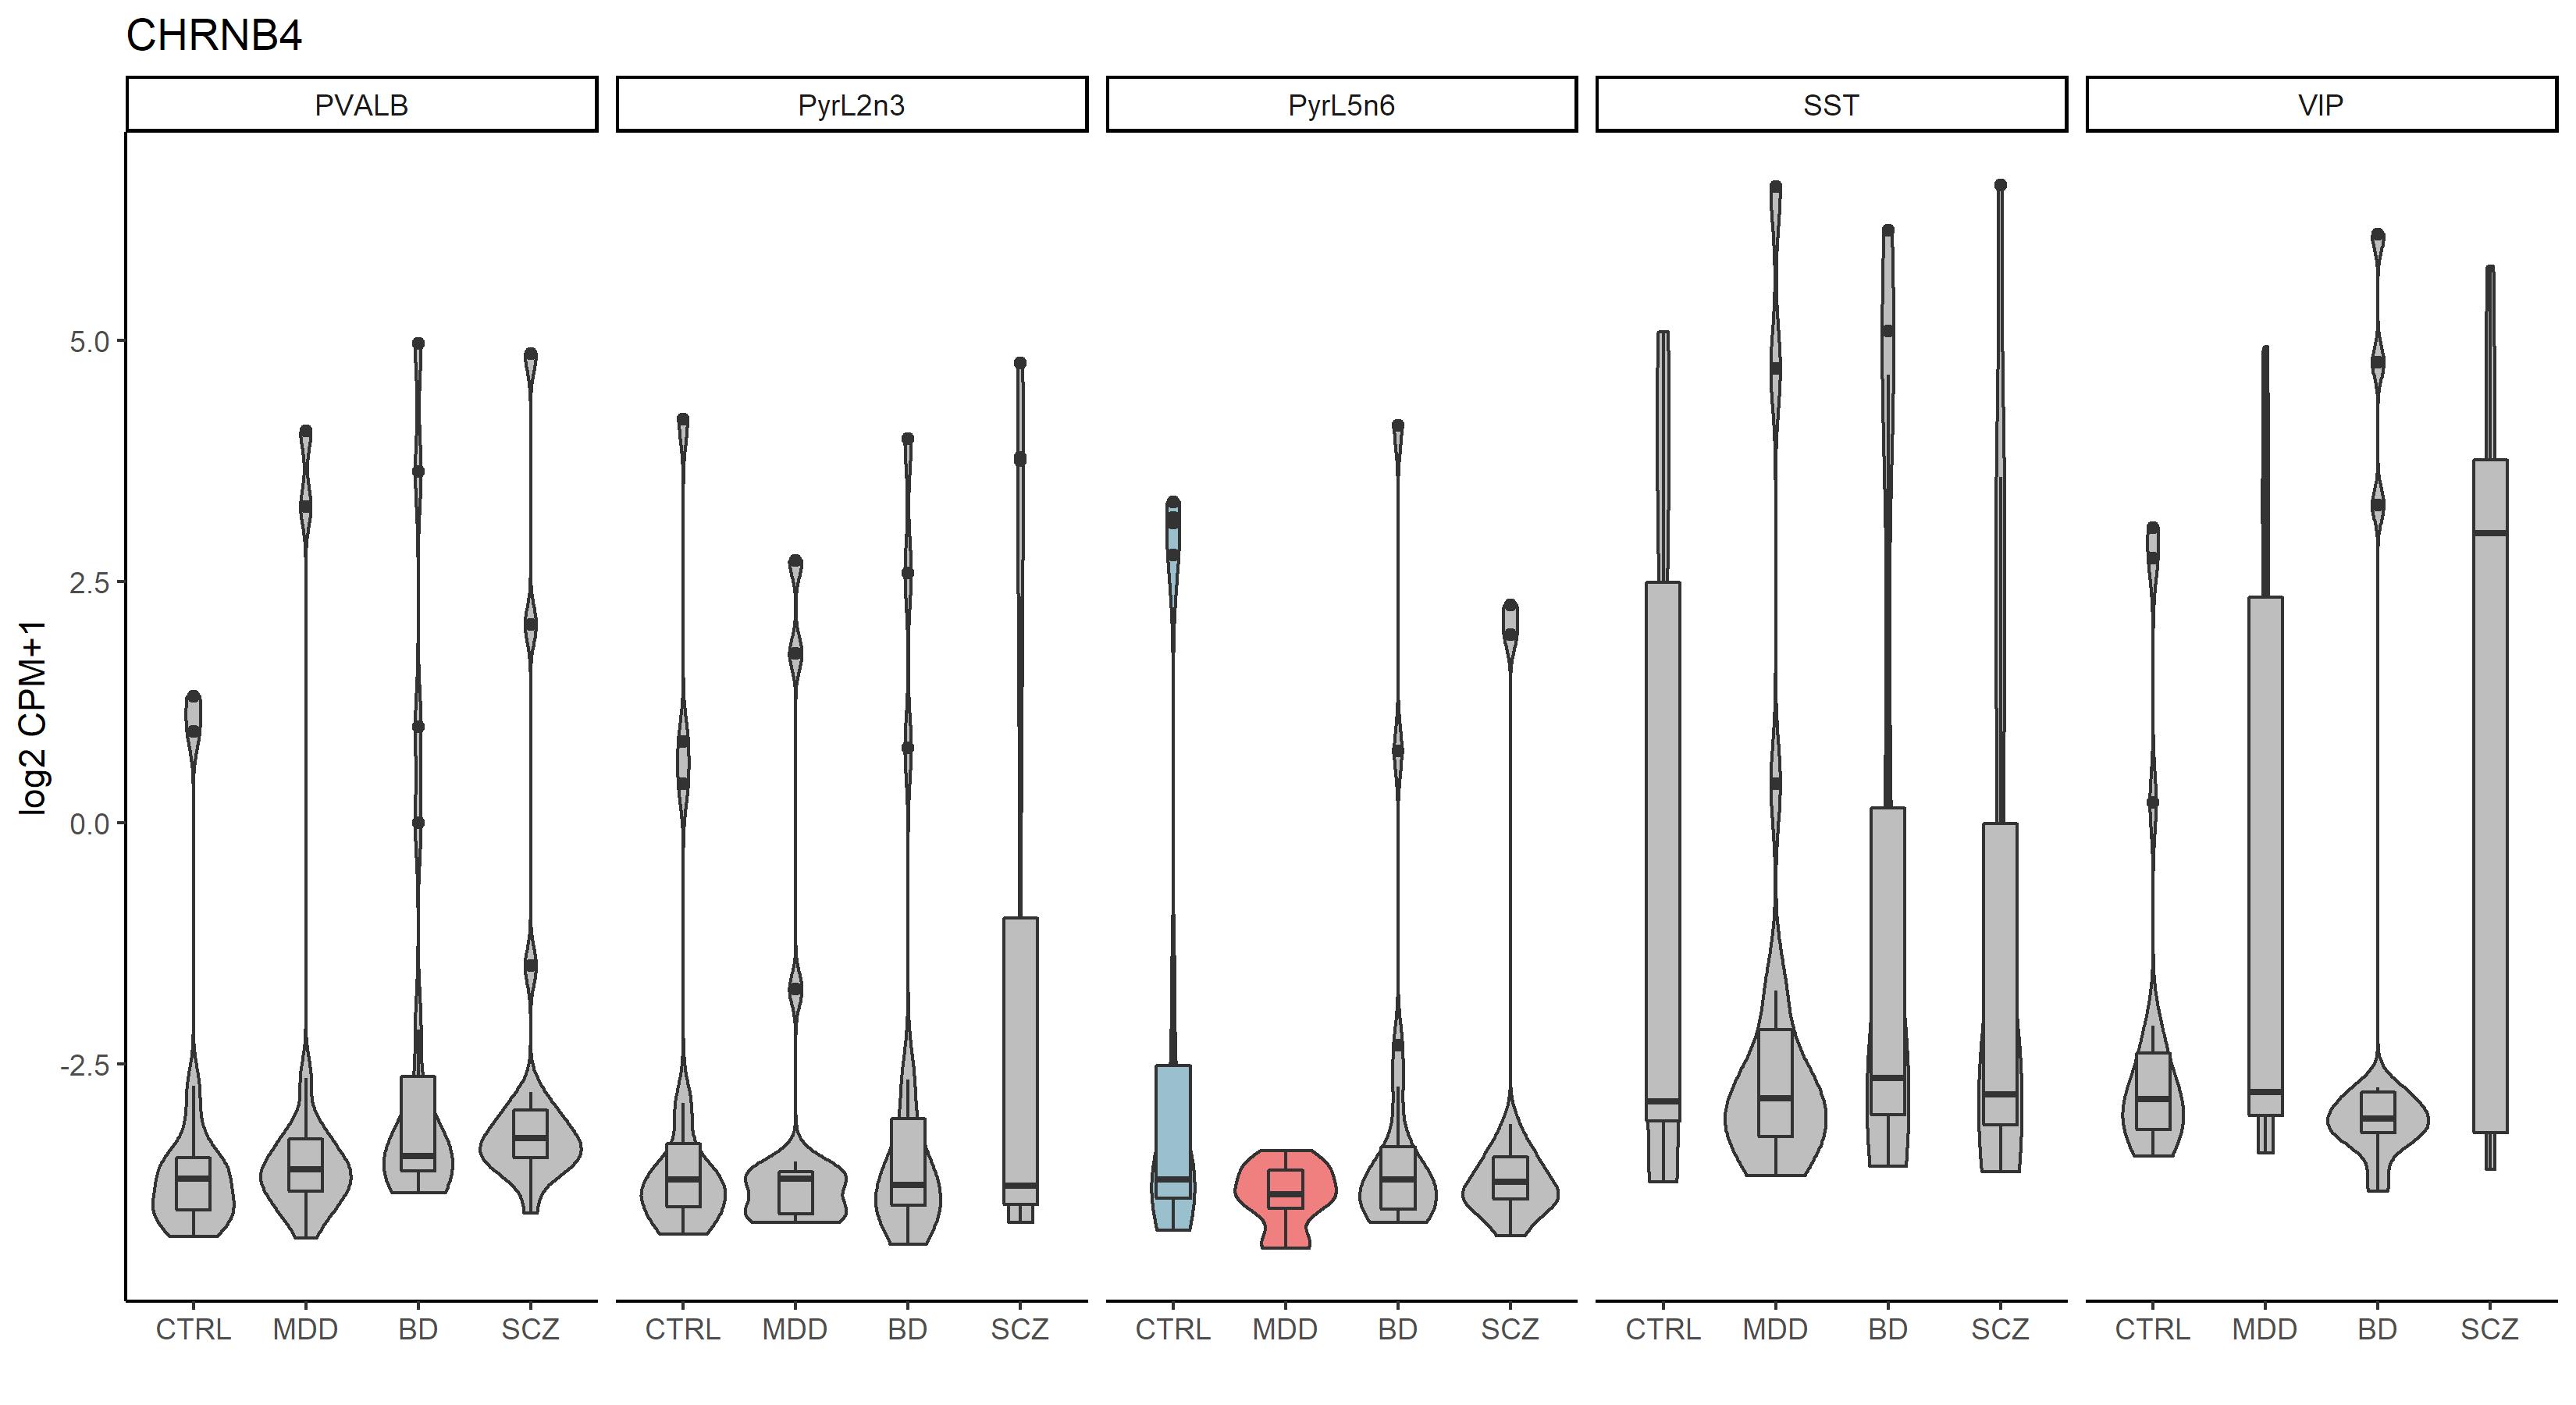 CHRNB4
PVALB PyrL2n3 PyrL5n6 SST VIP
log2 CPM+1
5.0
2.5
0.0
-2.5
CTRL MDD BD SCZ CTRL MDD BD SCZ CTRL MDD BD SCZ CTRL MDD BD SCZ CTRL MDD BD SCZ